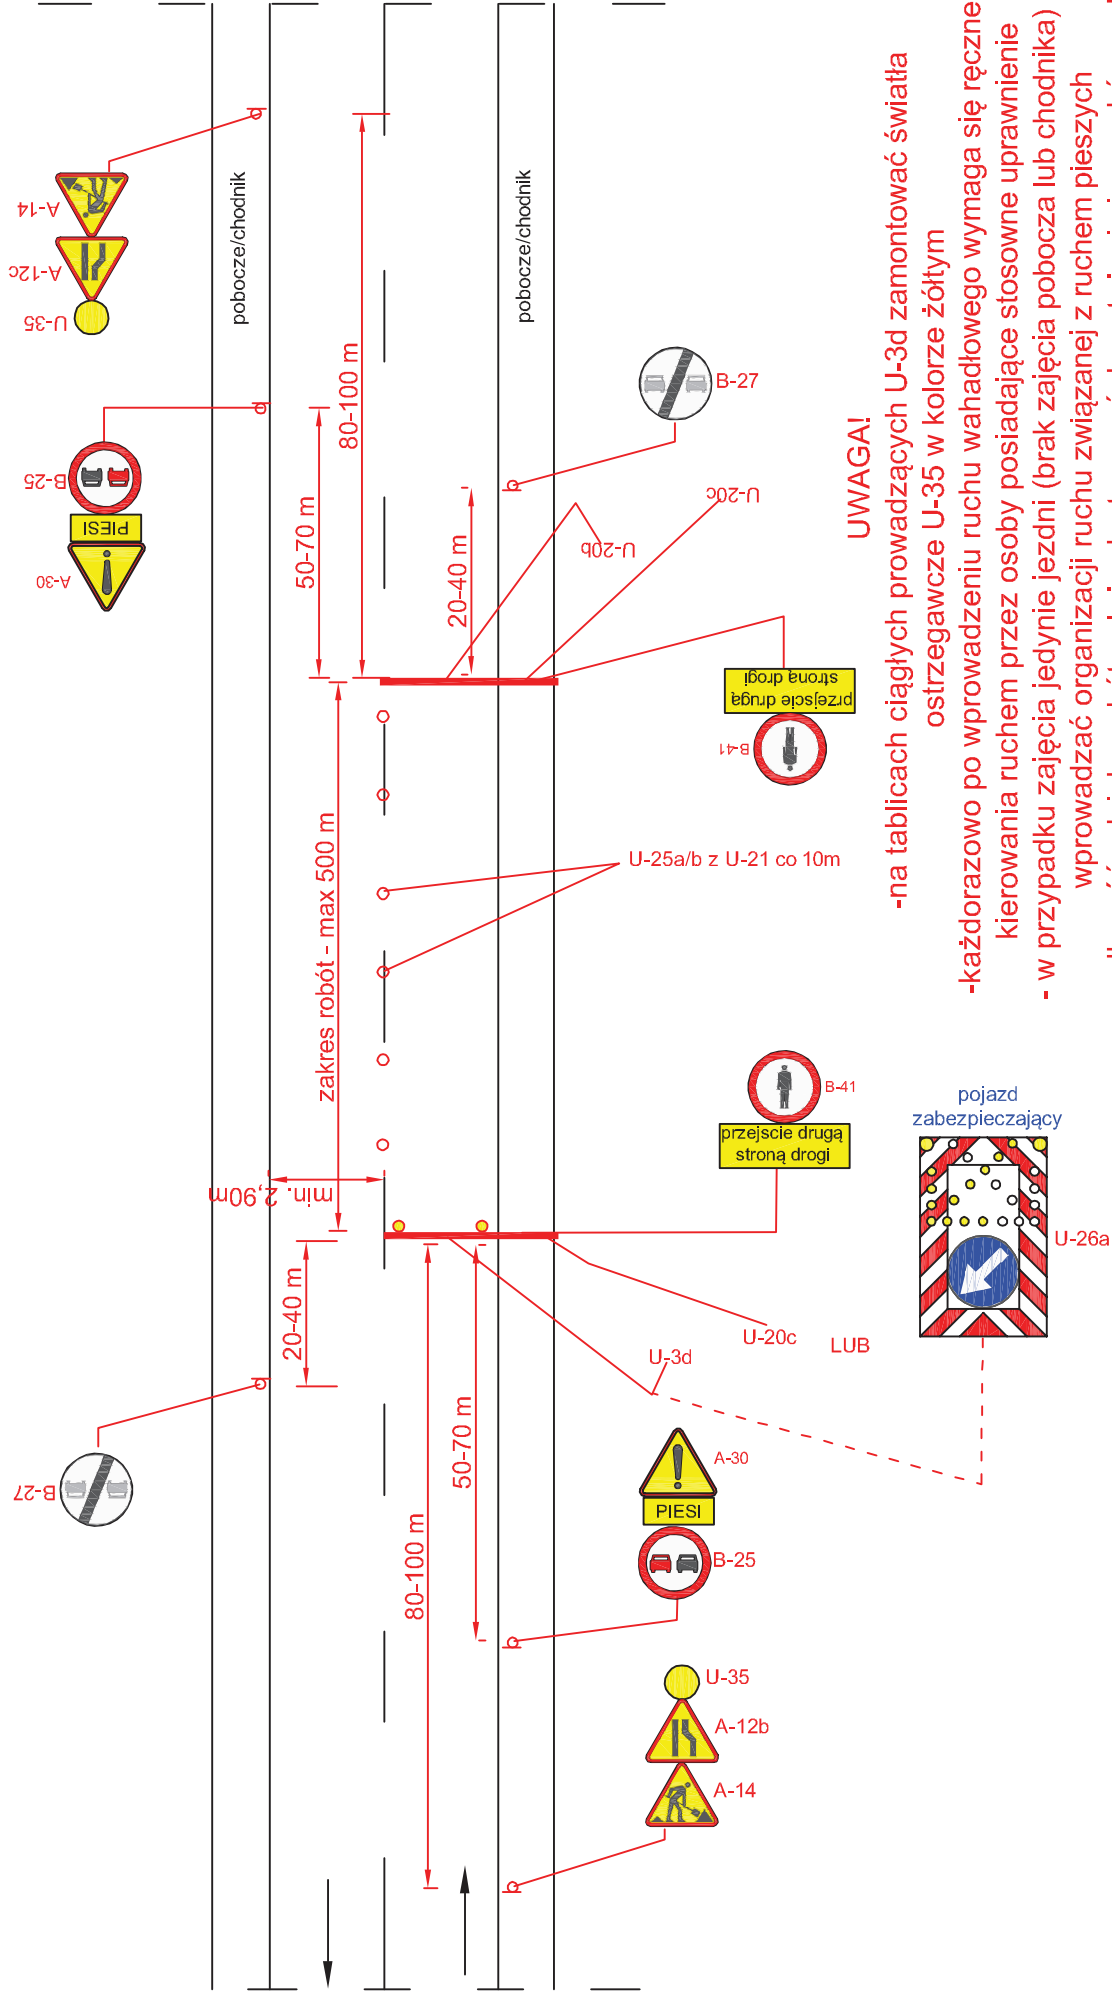 A-14
A-12c
U-35
B-25
PIESI
A-30
pobocze/chodnik
pobocze/chodnik
80-100 m
50-70 m
20-40 m
B-27
U-20b
U-20c
przejscie drugą
stroną drogi
B-41
zakres robót - max 500 m
U-25a/b z U-21 co 10m
min. 2,90m
20-40 m
B-27
B-41
przejscie drugą
stroną drogi
pojazd
zabezpieczający
U-26a
U-20c
LUB
U-3d
80-100 m
50-70 m
A-30
PIESI
B-25
U-35
A-12b
A-14
UWAGA!
-na tablicach ciągłych prowadzących U-3d zamontować światła
ostrzegawcze U-35 w kolorze żółtym
-każdorazowo po wprowadzeniu ruchu wahadłowego wymaga się ręczne
kierowania ruchem przez osoby posiadające stosowne uprawnienie
- w przypadku zajęcia jedynie jezdni (brak zajęcia pobocza lub chodnika)
wprowadzać organizacji ruchu związanej z ruchem pieszych